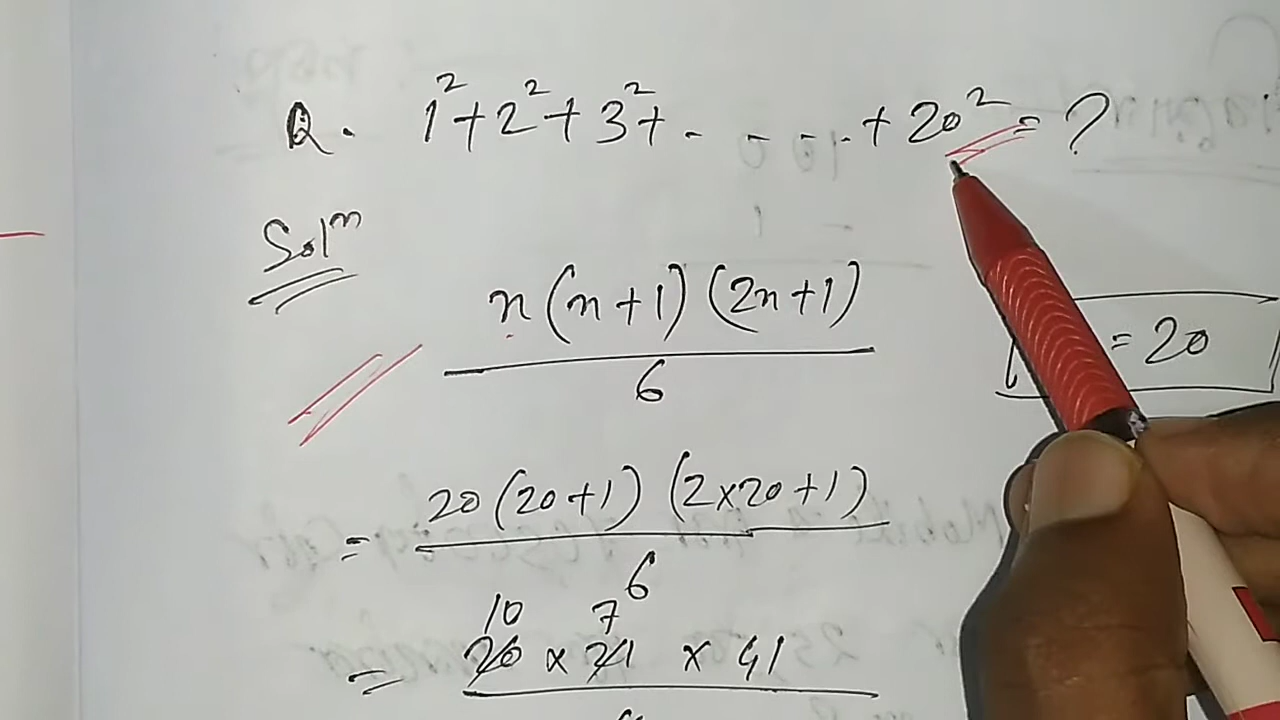 Q. 1²+2²+3²+ - - - - + 20² = ?
Solⁿ
n(n+1)(2n+1)
6
= 20
20(20+1)(2×20+1)
=
6
10 7
= 20 × 21 × 41